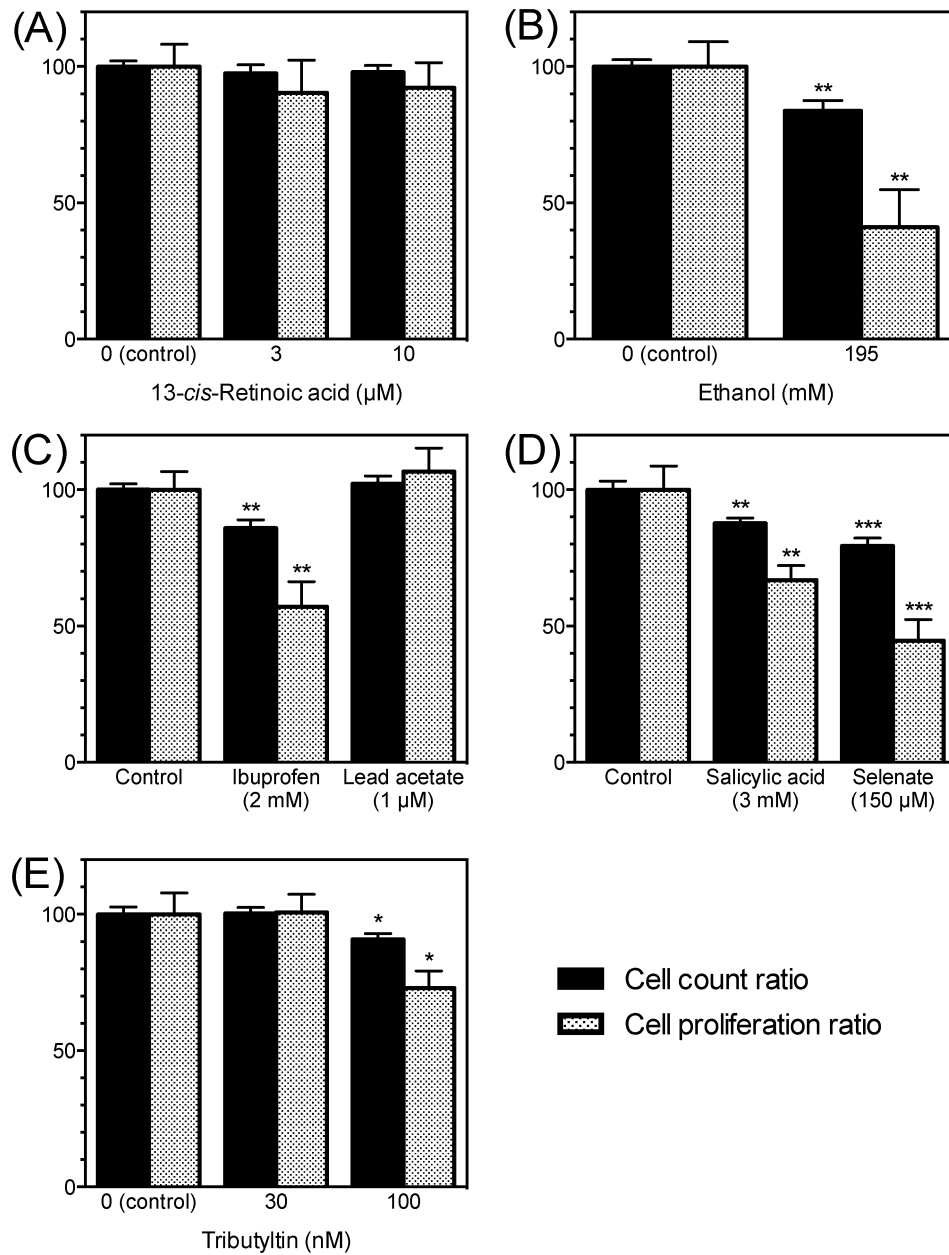 (A)
100
50
0
0 (control) 3 10
13-cis-Retinoic acid (µM)
(B)
100
50
0
**
**
0 (control) 195
Ethanol (mM)
(C)
100
50
0
**
**
Control Ibuprofen Lead acetate
(2 mM) (1 µM)
(D)
100
50
0
**
**
***
***
Control Salicylic acid Selenate
(3 mM) (150 µM)
(E)
100
50
0
*
*
0 (control) 30 100
Tributyltin (nM)
Cell count ratio
Cell proliferation ratio